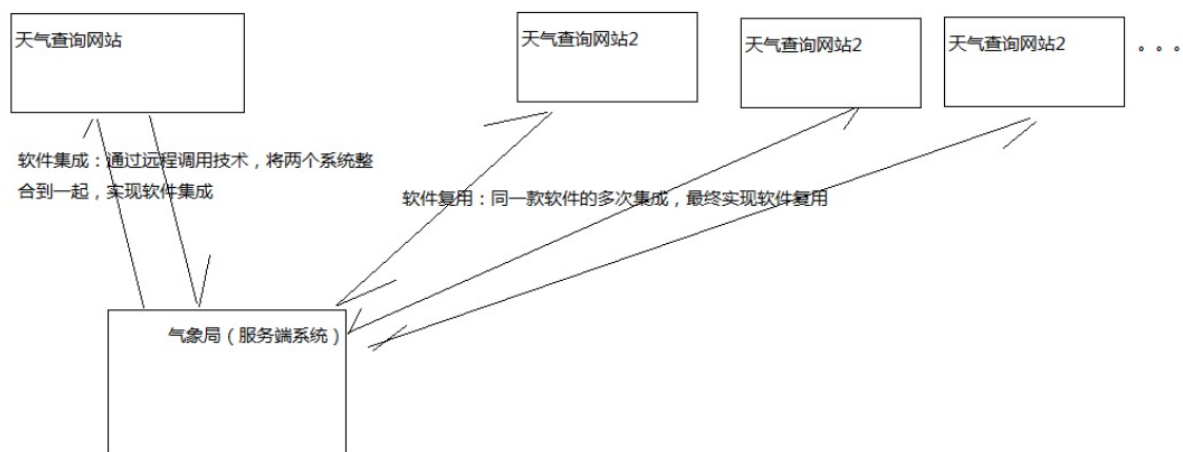 天气查询网站
天气查询网站2
天气查询网站2
天气查询网站2
。。。
软件集成：通过远程调用技术，将两个系统整
合到一起，实现软件集成
软件复用：同一款软件的多次集成，最终实现软件复用
气象局（服务端系统）